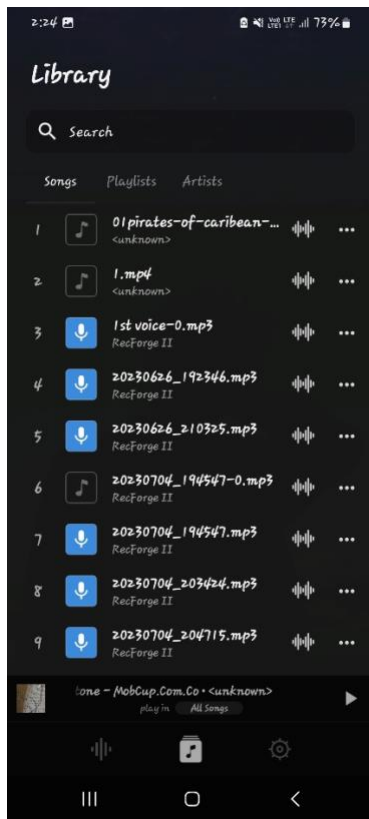 2:24 VoLTE LTE1 LTE 73%
Library
Search
Songs Playlists Artists
1 01pirates-of-caribean-...
<unknown>
2 1.mp4
<unknown>
3 1st voice-0.mp3
RecForge II
4 20230626_192346.mp3
RecForge II
5 20230626_210325.mp3
RecForge II
6 20230704_194547-0.mp3
RecForge II
7 20230704_194547.mp3
RecForge II
8 20230704_203424.mp3
RecForge II
9 20230704_204715.mp3
RecForge II
tone - MobCup.Com.Co • <unknown>
play in All Songs